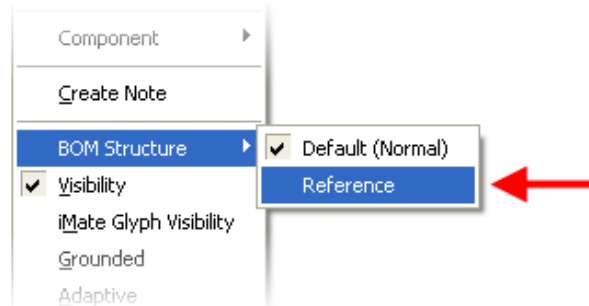 Component
Create Note
BOM Structure
Default (Normal)
Visibility
Reference
iMate Glyph Visibility
Grounded
Adaptive